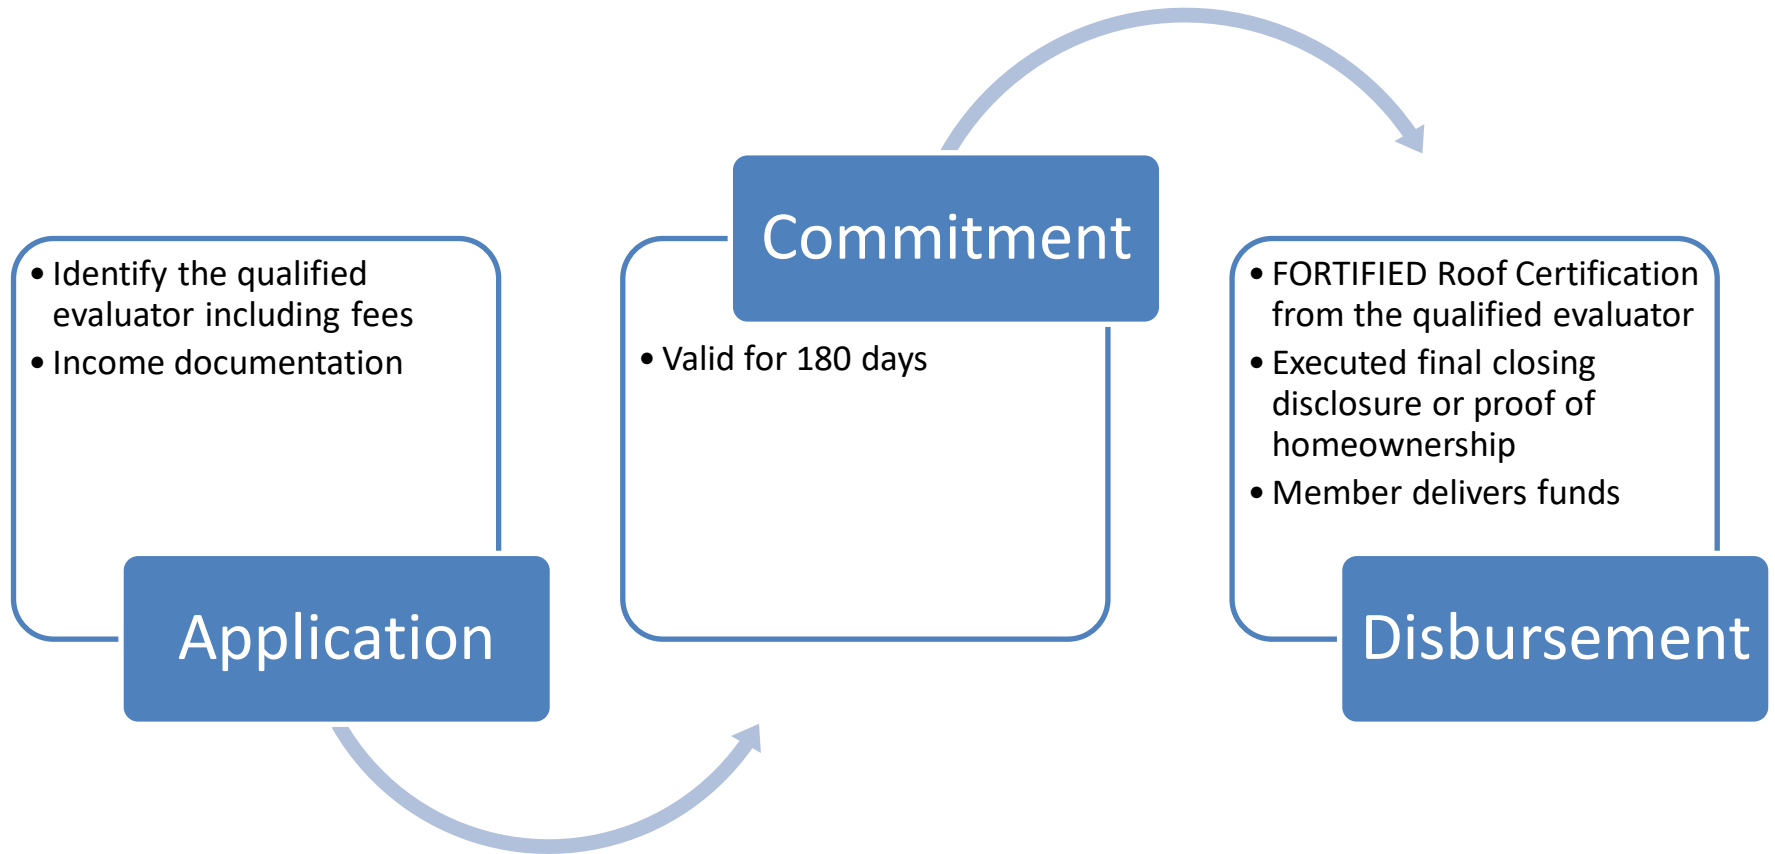 • Identify the qualified
evaluator including fees
• Income documentation
Application
Commitment
• Valid for 180 days
• FORTIFIED Roof Certification
from the qualified evaluator
• Executed final closing
disclosure or proof of
homeownership
• Member delivers funds
Disbursement